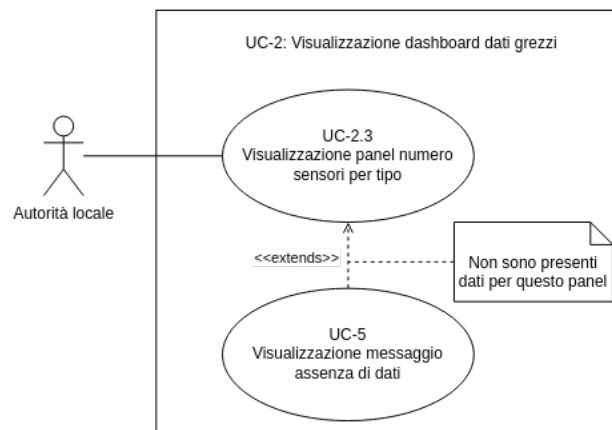 UC-2: Visualizzazione dashboard dati grezzi
UC-2.3
Visualizzazione panel numero
sensori per tipo
Autorità locale
<<extends>>
Non sono presenti
dati per questo panel
UC-5
Visualizzazione messaggio
assenza di dati